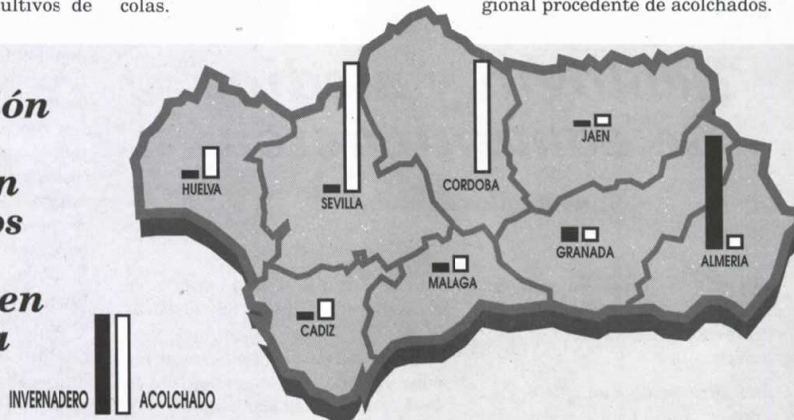 ultivos de
colas.
gional procedente de acolchados.
ón
n
os
en
a
HUELVA
SEVILLA
CORDOBA
JAEN
CADIZ
MALAGA
GRANADA
ALMERIA
INVERNADERO
ACOLCHADO